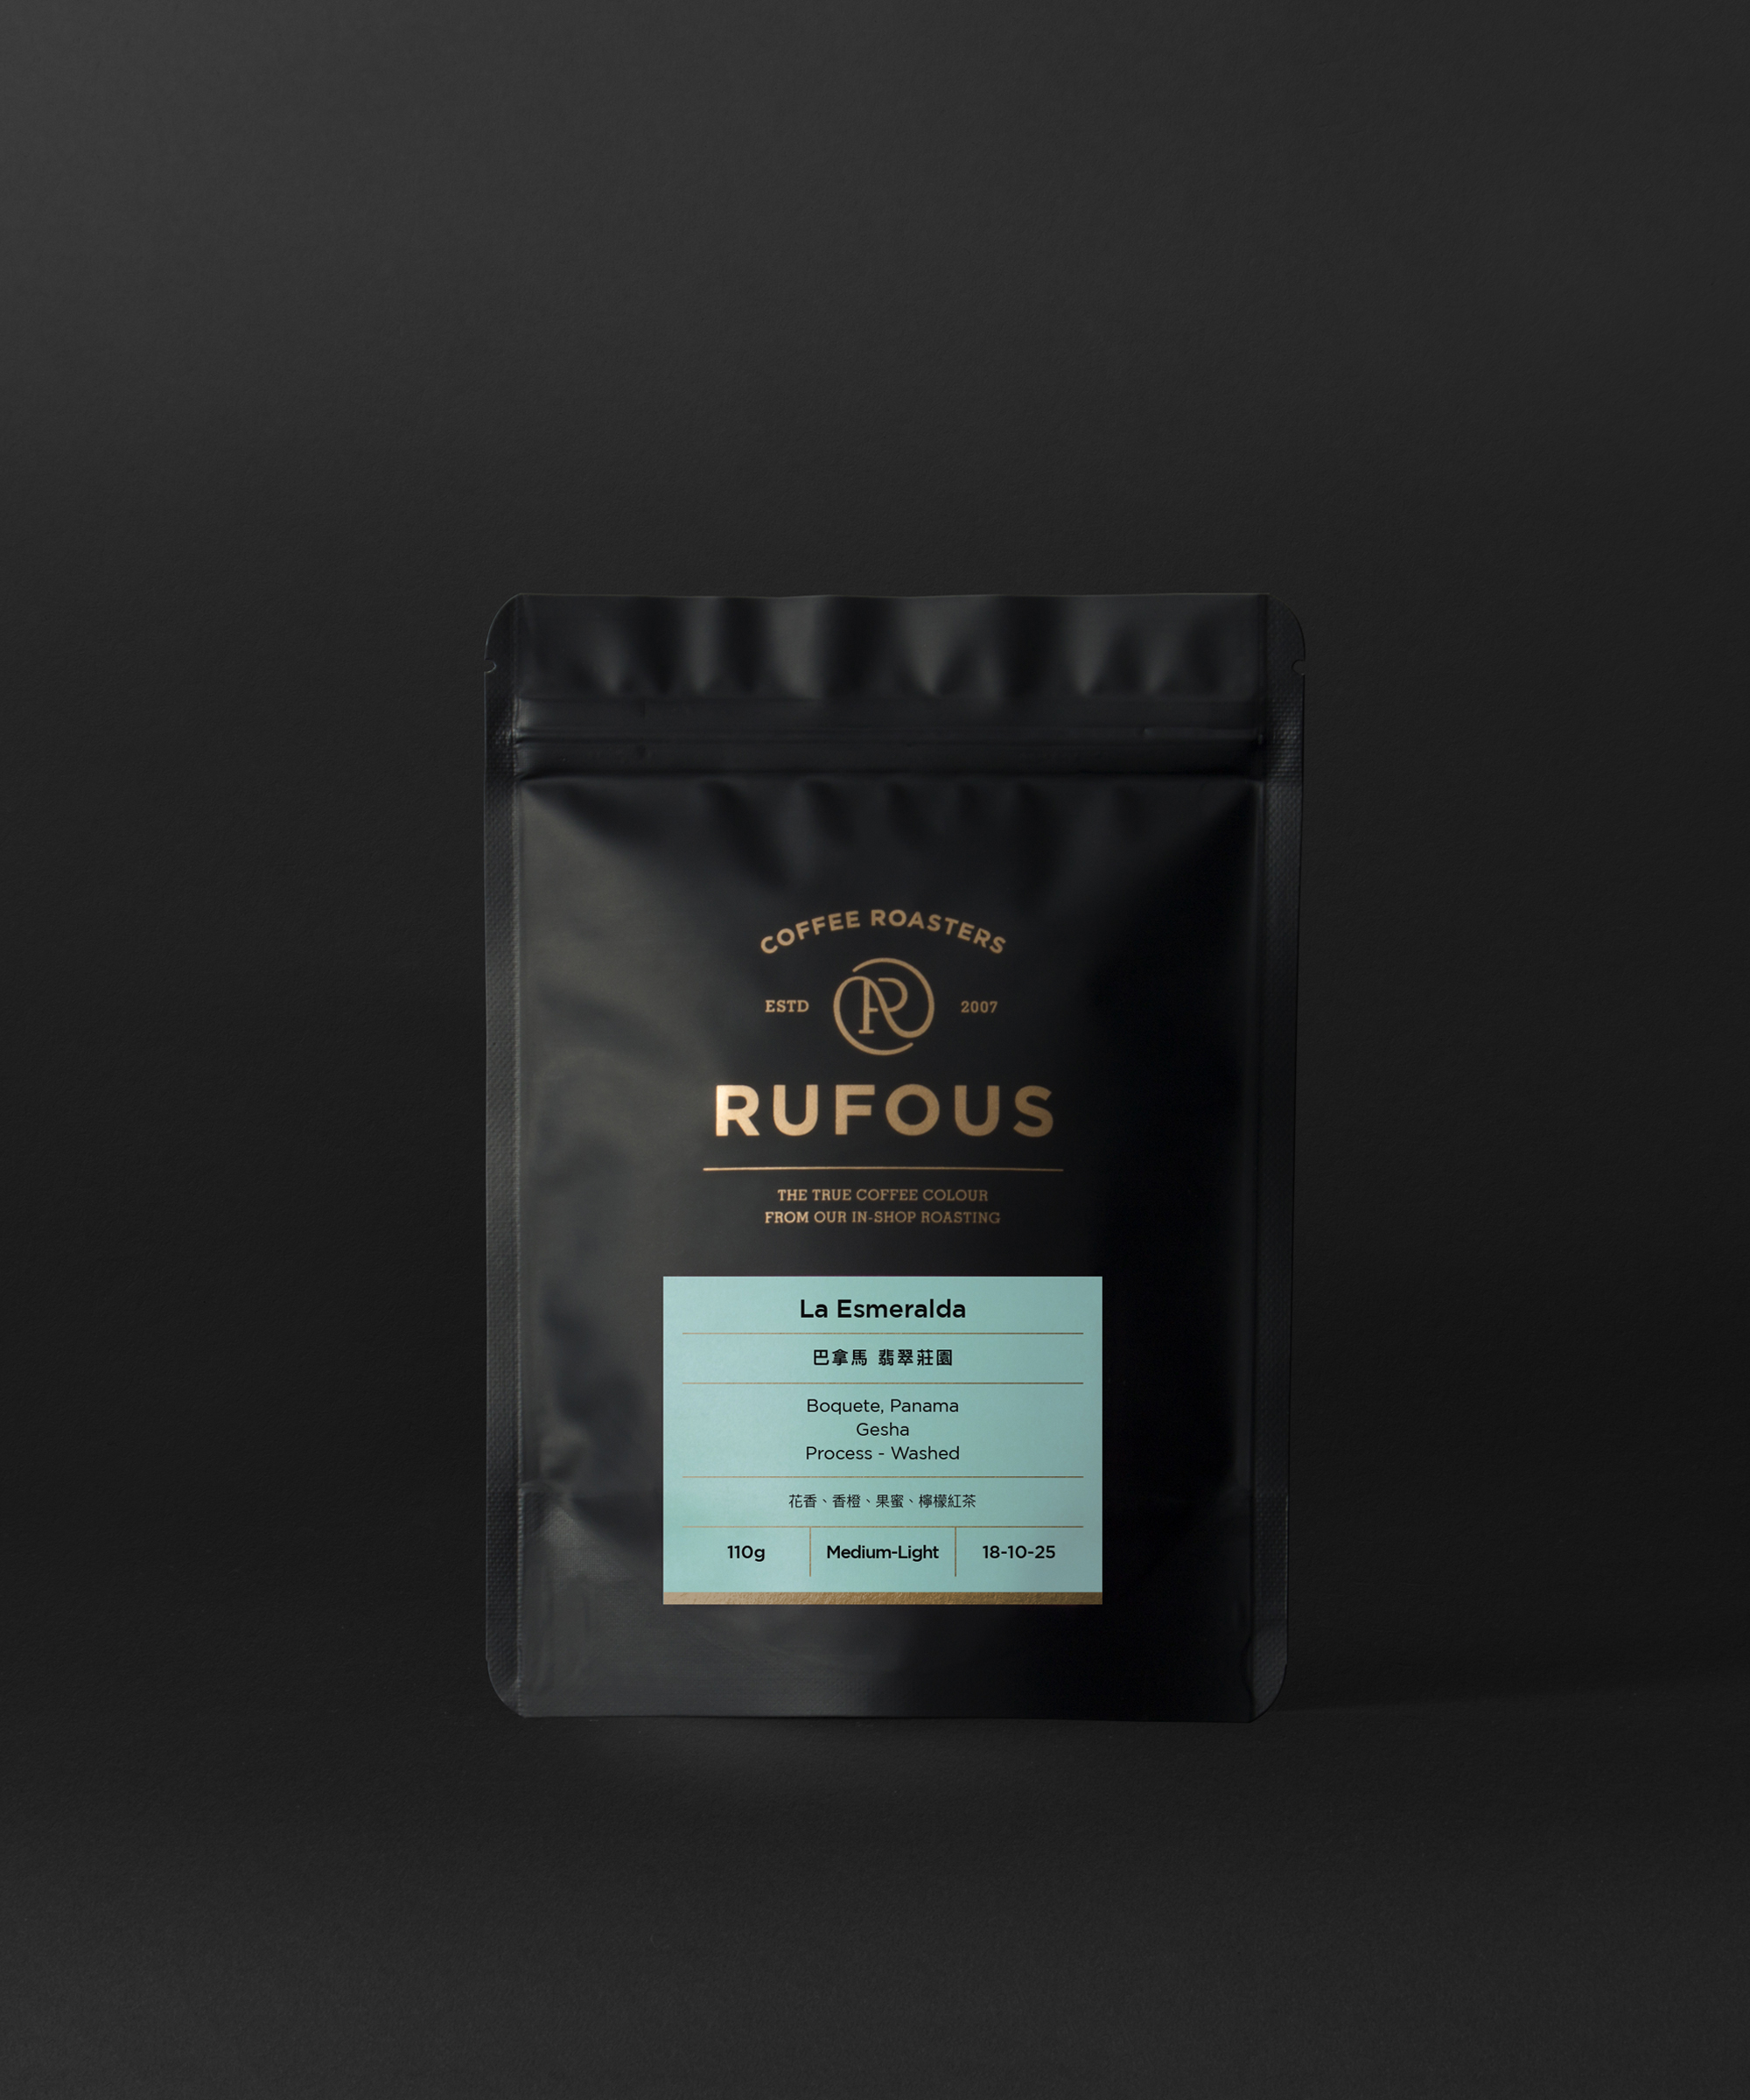 COFFEE ROASTERS
ESTD R 2007
RUFOUS
THE TRUE COFFEE COLOUR
FROM OUR IN-SHOP ROASTING
La Esmeralda
巴拿馬 翡翠莊園
Boquete, Panama
Gesha
Process - Washed
花香、香橙、果蜜、檸檬紅茶
110g Medium-Light 18-10-25